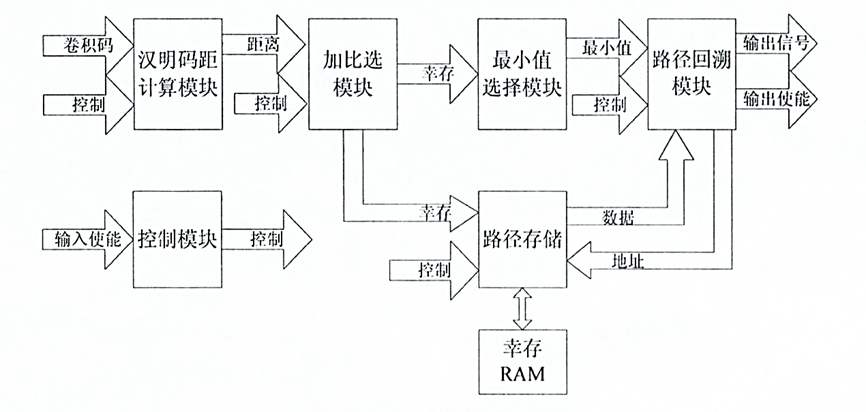 卷积码
控制
汉明码距
计算模块
距离
控制
加比选
模块
幸存
最小值
选择模块
最小值
控制
路径回溯
模块
输出信号
输出使能
输入使能
控制模块
控制
幸存
控制
路径存储
数据
地址
幸存
RAM